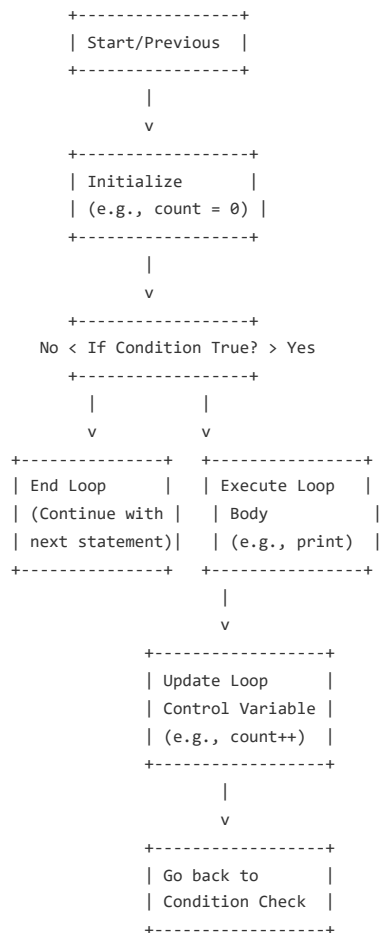 +-----------------+
| Start/Previous |
+-----------------+
|
v
+------------------+
| Initialize |
| (e.g., count = 0) |
+------------------+
|
v
+------------------+
No < If Condition True? > Yes
+------------------+
| |
v v
+---------------+ +----------------+
| End Loop | | Execute Loop |
| (Continue with | | Body |
| next statement)| | (e.g., print) |
+---------------+ +----------------+
|
v
+------------------+
| Update Loop |
| Control Variable |
| (e.g., count++) |
+------------------+
|
v
+------------------+
| Go back to |
| Condition Check |
+------------------+